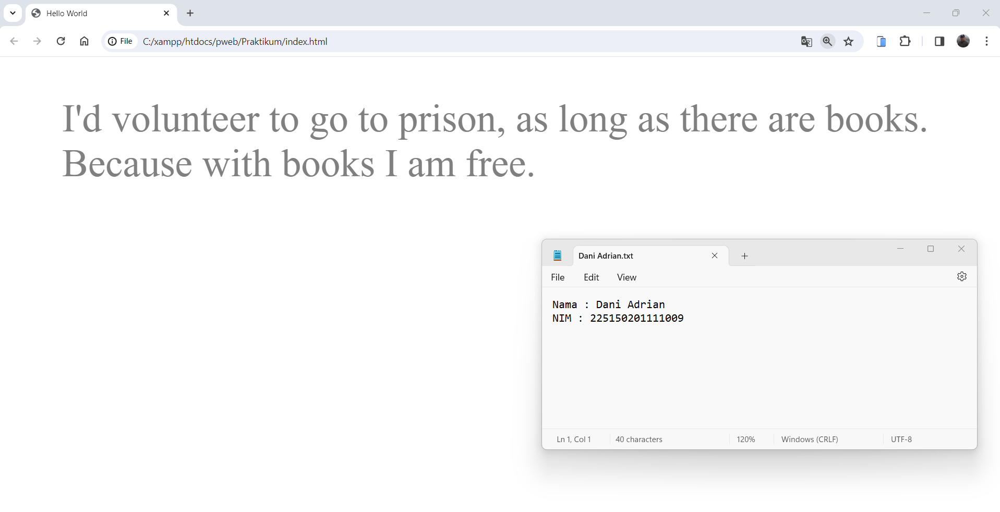 Hello World
File C:/xampp/htdocs/pweb/Praktikum/index.html
I'd volunteer to go to prison, as long as there are books.
Because with books I am free.
Dani Adrian.txt
File Edit View
Nama : Dani Adrian
NIM : 225150201111009
Ln 1, Col 1 40 characters 120% Windows (CRLF) UTF-8